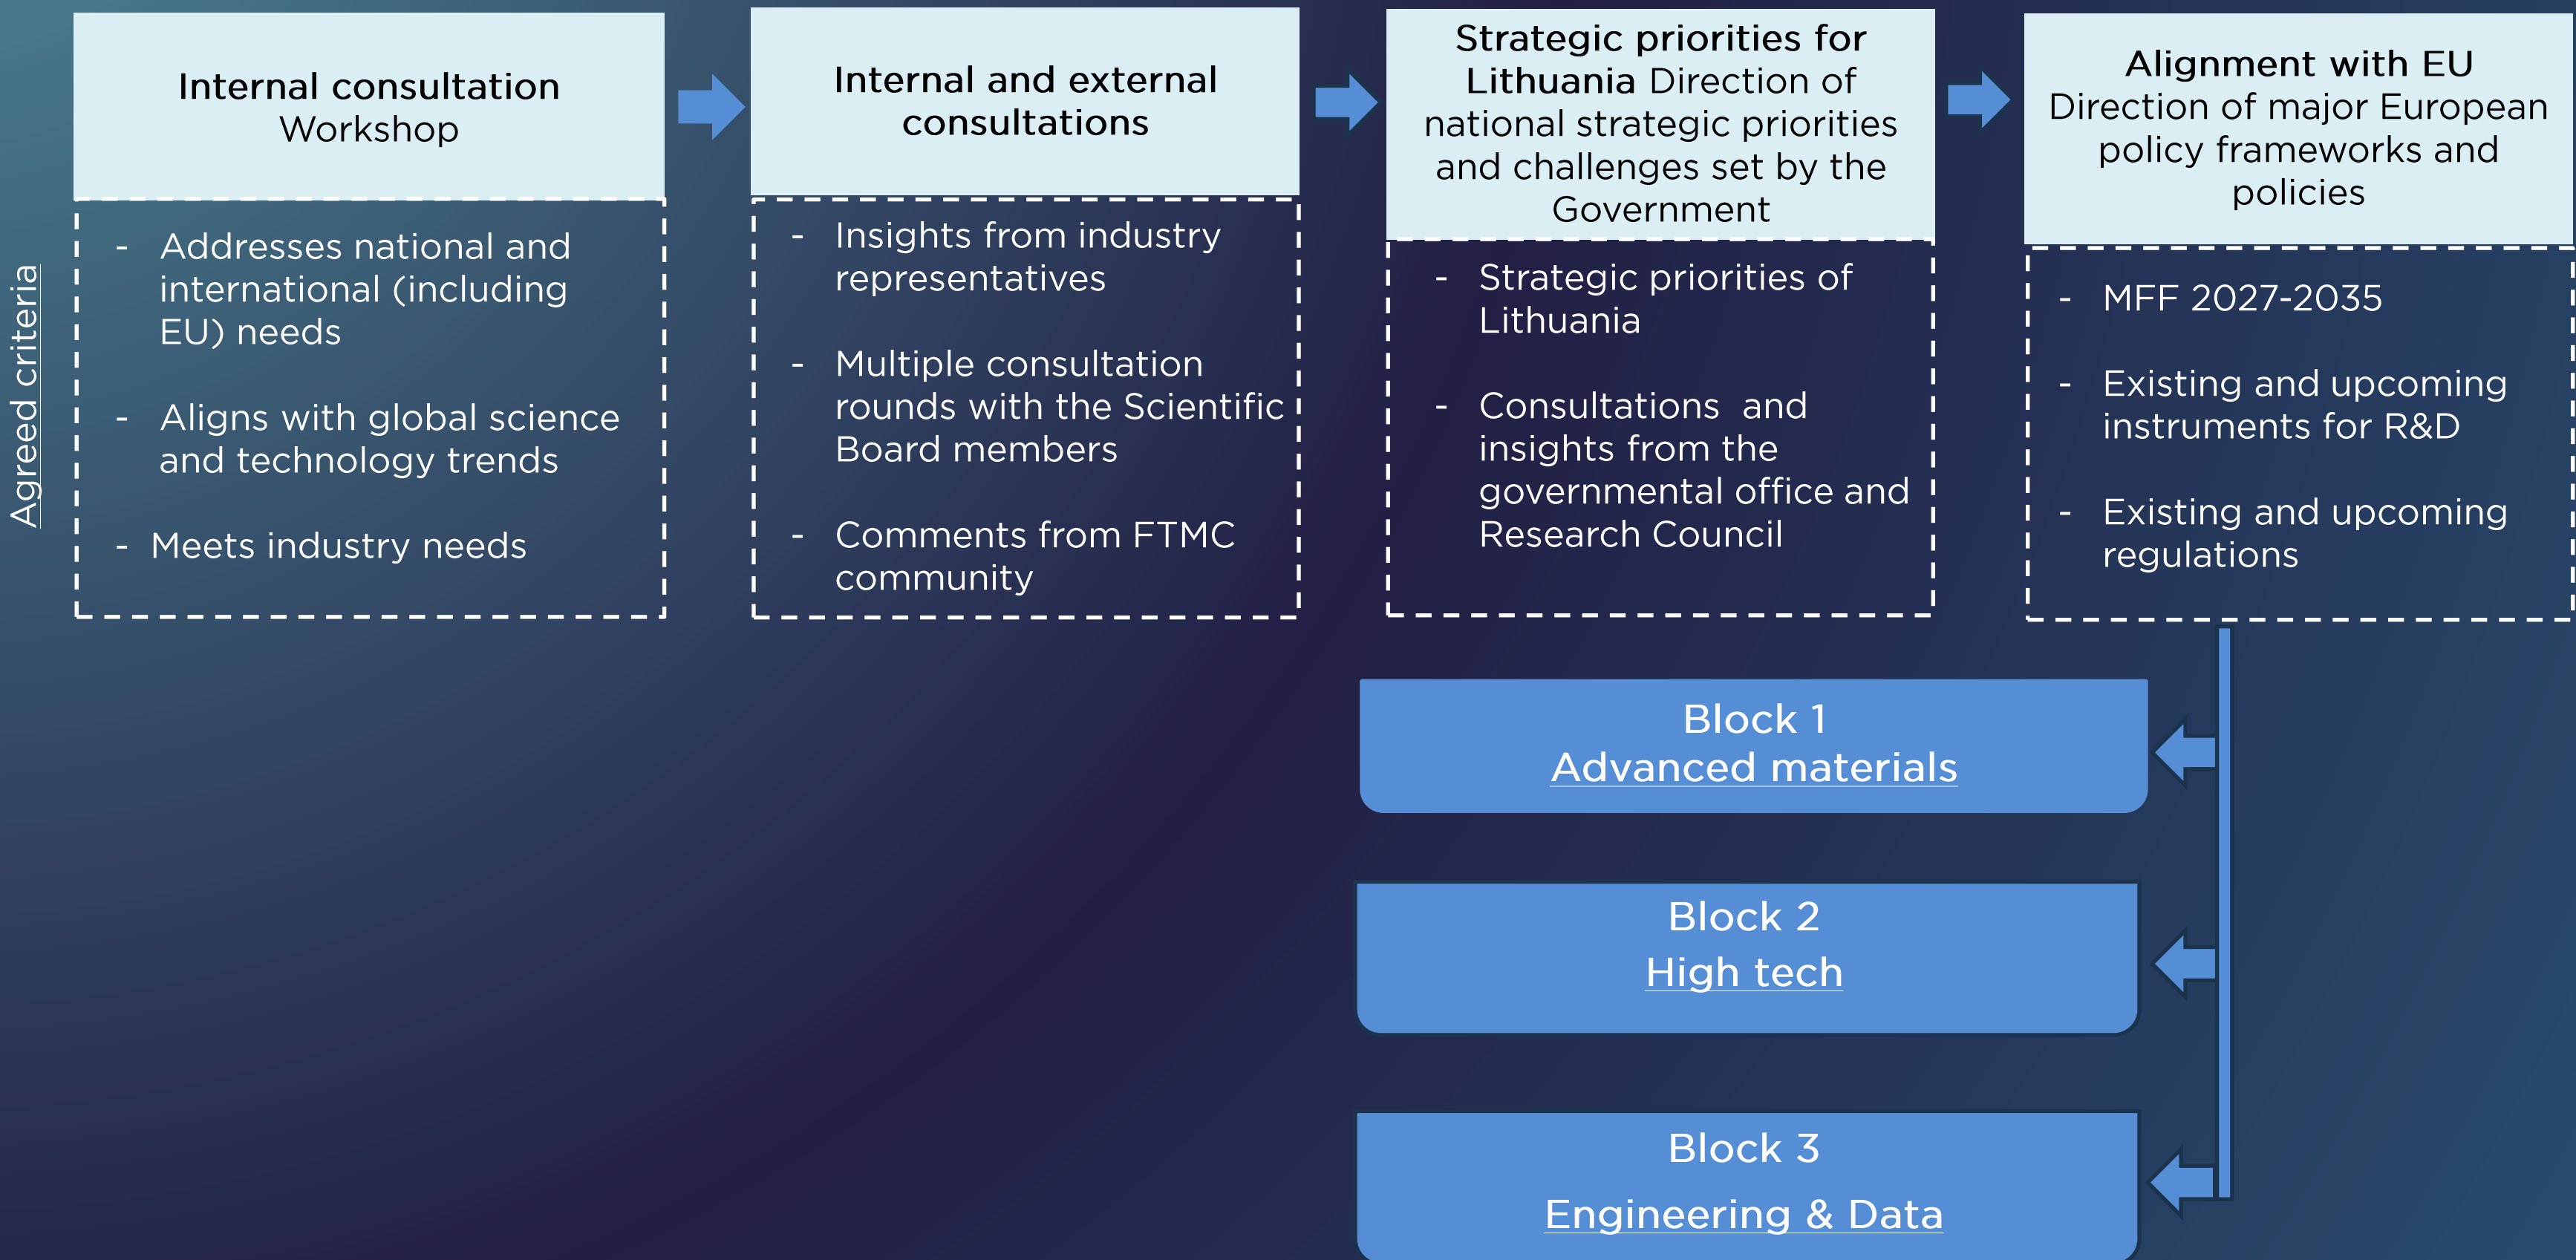 Agreed criteria
Internal consultation
Workshop
- Addresses national and
international (including
EU) needs
- Aligns with global science
and technology trends
- Meets industry needs
Internal and external
consultations
- Insights from industry
representatives
- Multiple consultation
rounds with the Scientific
Board members
- Comments from FTMC
community
Strategic priorities for
Lithuania Direction of
national strategic priorities
and challenges set by the
Government
- Strategic priorities of
Lithuania
- Consultations and
insights from the
governmental office and
Research Council
Alignment with EU
Direction of major European
policy frameworks and
policies
- MFF 2027-2035
- Existing and upcoming
instruments for R&D
- Existing and upcoming
regulations
Block 1
Advanced materials
Block 2
High tech
Block 3
Engineering & Data